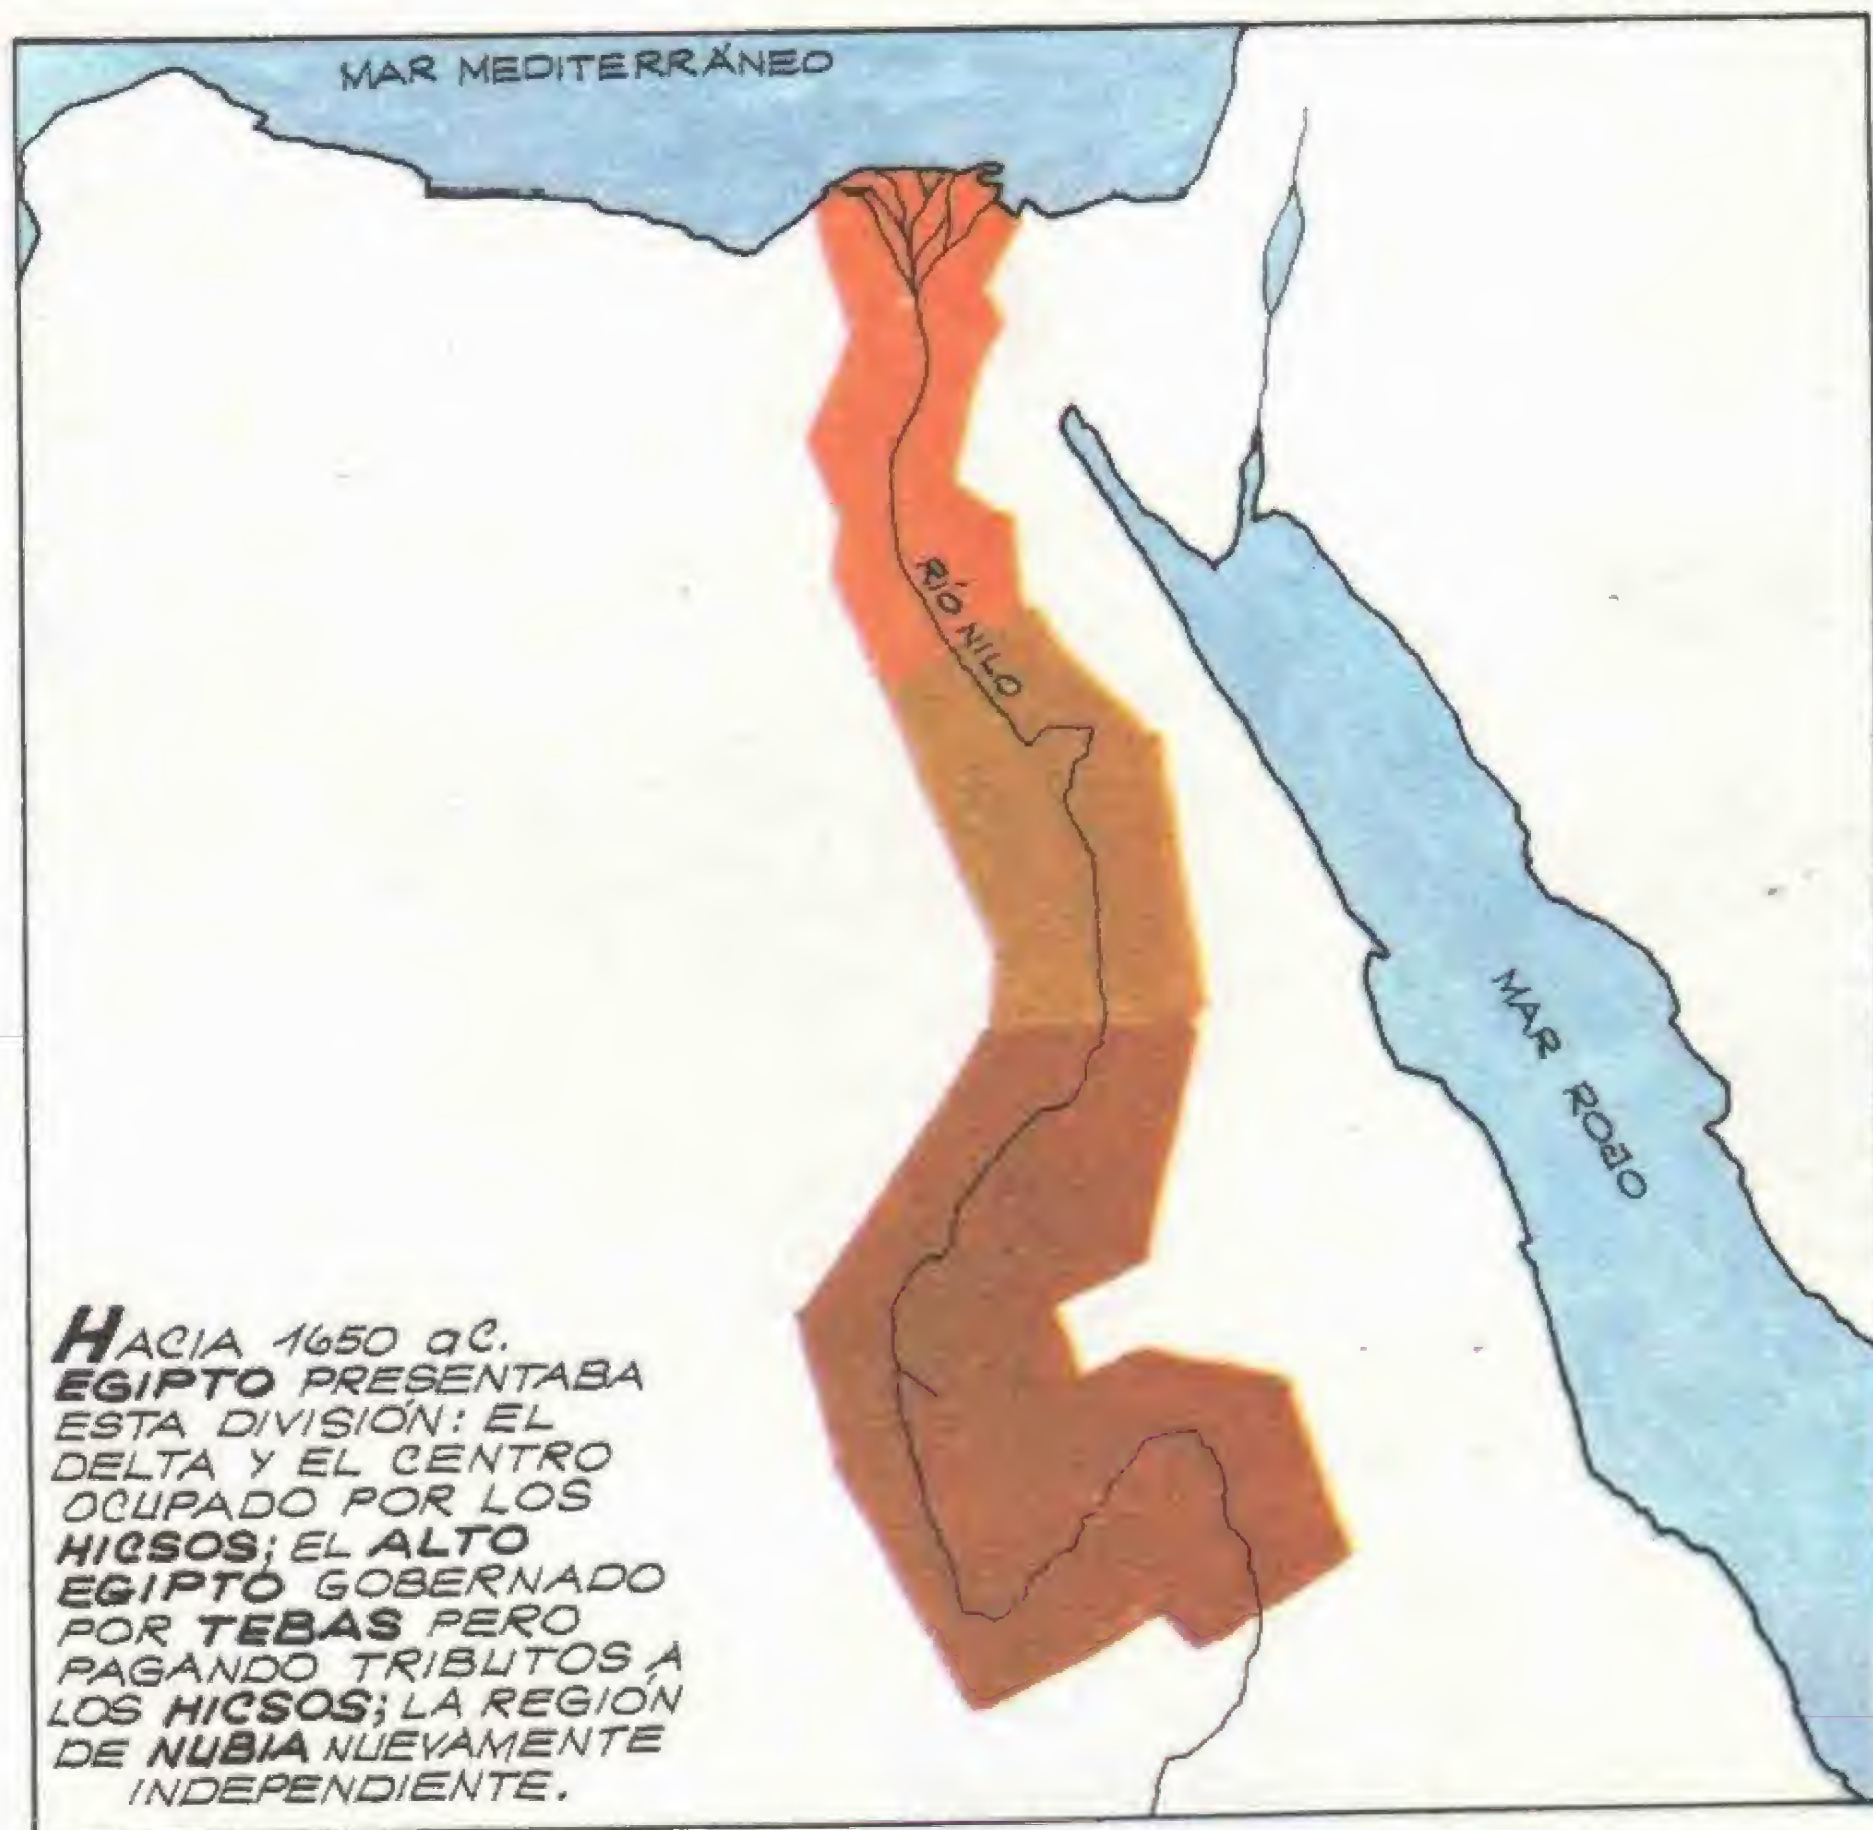 MAR MEDITERRÁNEO
RÍO NILO
MAR ROJO
HACIA 1650 aC.
EGIPTO PRESENTABA
ESTA DIVISIÓN: EL
DELTA Y EL CENTRO
OCUPADO POR LOS
HICSOS; EL ALTO
EGIPTO GOBERNADO
POR TEBAS PERO
PAGANDO TRIBUTOS A
LOS HICSOS; LA REGIÓN
DE NUBIA NUEVAMENTE
INDEPENDIENTE.